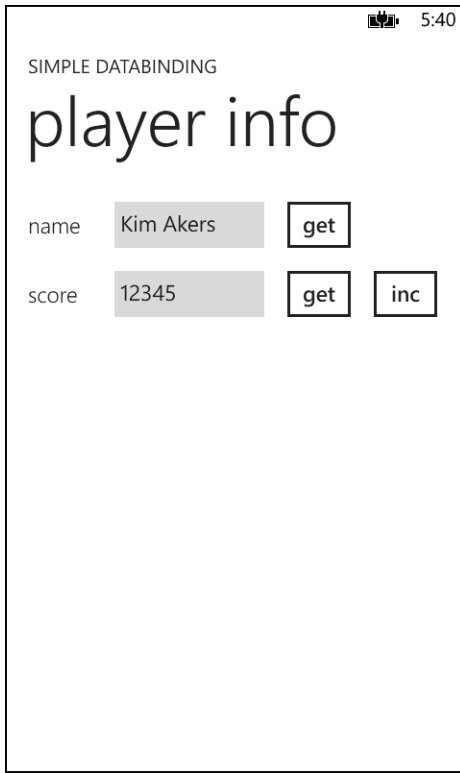 5:40
SIMPLE DATABINDING
player info
name Kim Akers get
score 12345 get inc